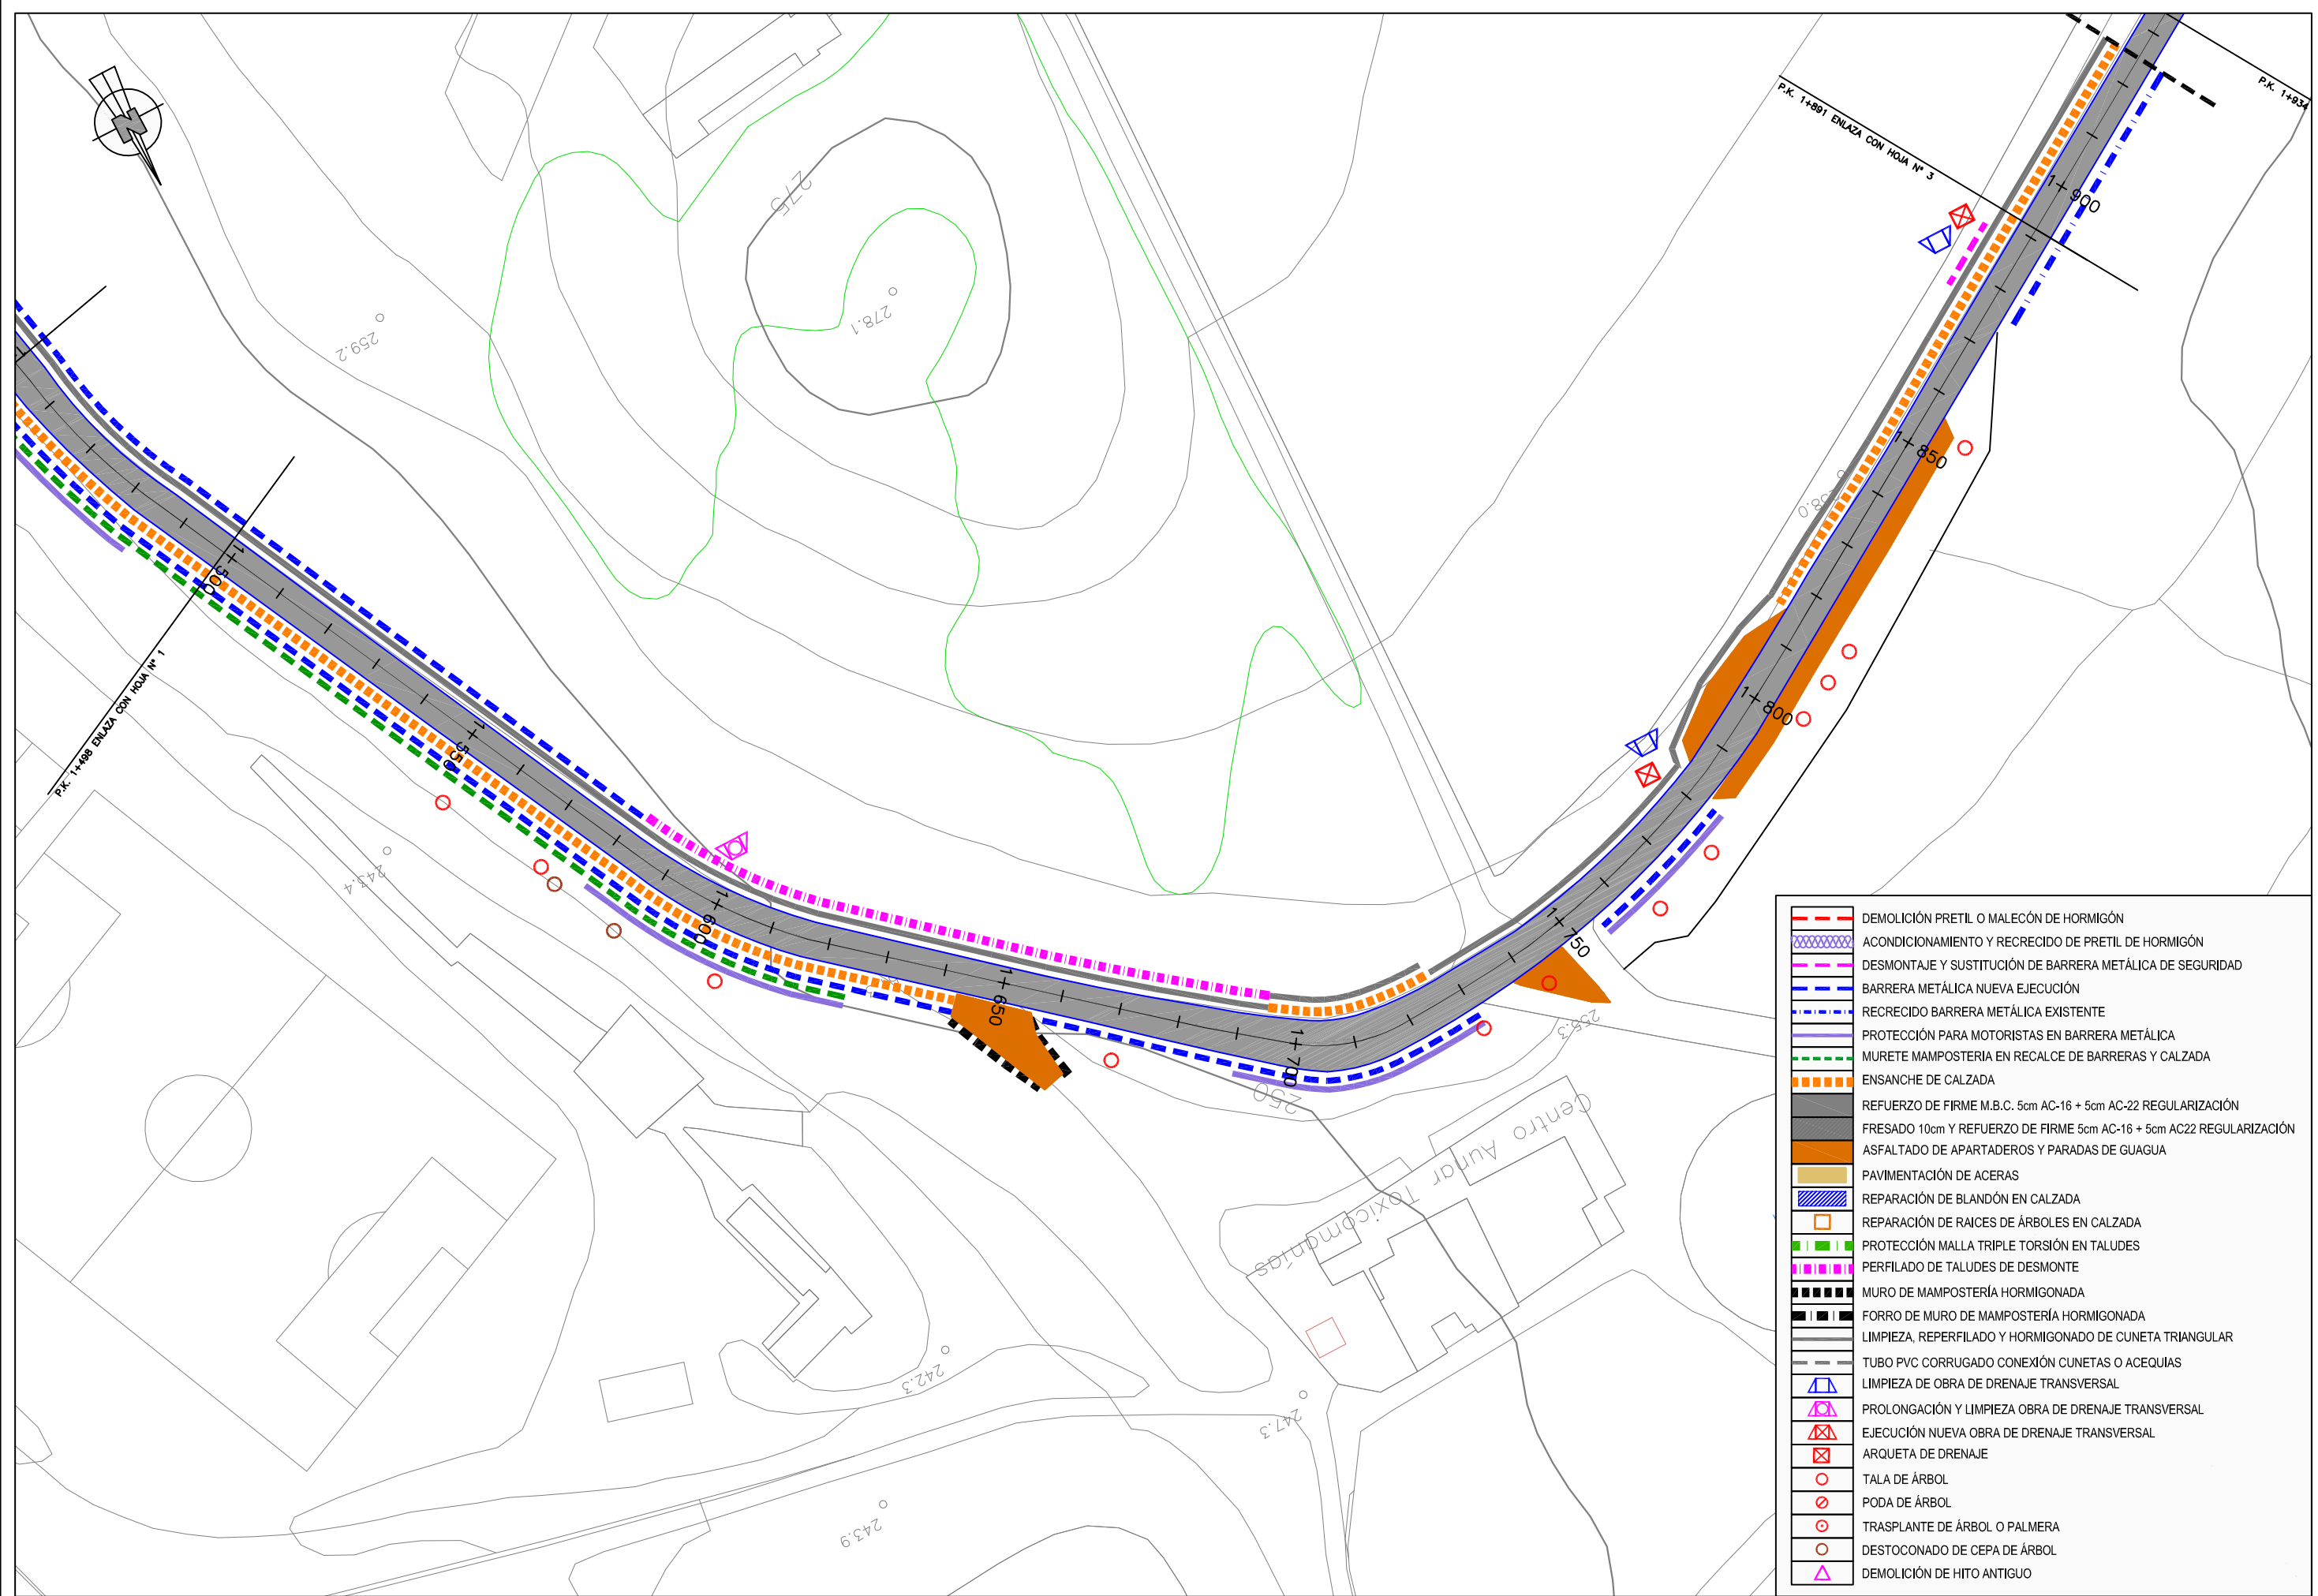 P.K. 1+934
P.K. 1+891 ENLAZA CON HOJA Nº 3
1+900
275
278.1
259.2
1+850
258.0
1+500
P.K. 1+498 ENLAZA CON HOJA Nº 1
1+800
1+550
243.4
1+600
1+650
1+750
1+700
255.3
250
Centro Aunar Toxicomanías
242.3
247.3
243.9
DEMOLICIÓN PRETIL O MALECÓN DE HORMIGÓN
ACONDICIONAMIENTO Y RECRECIDO DE PRETIL DE HORMIGÓN
DESMONTAJE Y SUSTITUCIÓN DE BARRERA METÁLICA DE SEGURIDAD
BARRERA METÁLICA NUEVA EJECUCIÓN
RECRECIDO BARRERA METÁLICA EXISTENTE
PROTECCIÓN PARA MOTORISTAS EN BARRERA METÁLICA
MURETE MAMPOSTERIA EN RECALCE DE BARRERAS Y CALZADA
ENSANCHE DE CALZADA
REFUERZO DE FIRME M.B.C. 5cm AC-16 + 5cm AC-22 REGULARIZACIÓN
FRESADO 10cm Y REFUERZO DE FIRME 5cm AC-16 + 5cm AC22 REGULARIZACIÓN
ASFALTADO DE APARTADEROS Y PARADAS DE GUAGUA
PAVIMENTACIÓN DE ACERAS
REPARACIÓN DE BLANDÓN EN CALZADA
REPARACIÓN DE RAICES DE ÁRBOLES EN CALZADA
PROTECCIÓN MALLA TRIPLE TORSIÓN EN TALUDES
PERFILADO DE TALUDES DE DESMONTE
MURO DE MAMPOSTERÍA HORMIGONADA
FORRO DE MURO DE MAMPOSTERÍA HORMIGONADA
LIMPIEZA, REPERFILADO Y HORMIGONADO DE CUNETA TRIANGULAR
TUBO PVC CORRUGADO CONEXIÓN CUNETAS O ACEQUIAS
LIMPIEZA DE OBRA DE DRENAJE TRANSVERSAL
PROLONGACIÓN Y LIMPIEZA OBRA DE DRENAJE TRANSVERSAL
EJECUCIÓN NUEVA OBRA DE DRENAJE TRANSVERSAL
ARQUETA DE DRENAJE
TALA DE ÁRBOL
PODA DE ÁRBOL
TRASPLANTE DE ÁRBOL O PALMERA
DESTOCONADO DE CEPA DE ÁRBOL
DEMOLICIÓN DE HITO ANTIGUO